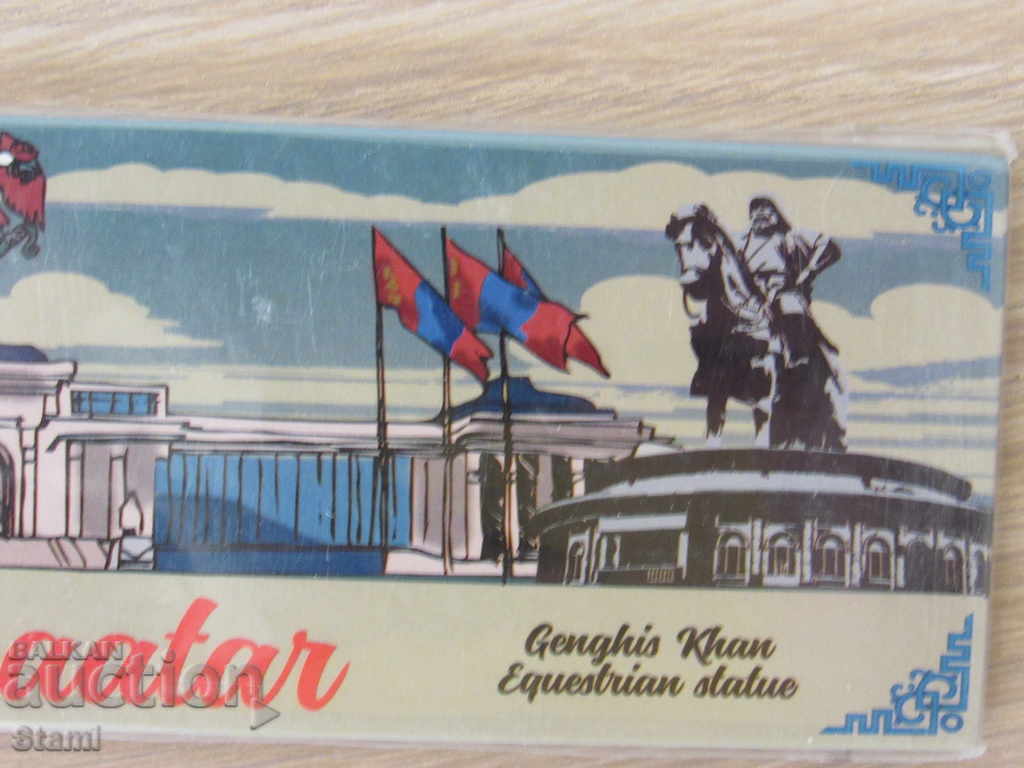 aatar
Genghis Khan
Equestrian statue
BALKAN
auction
Stami